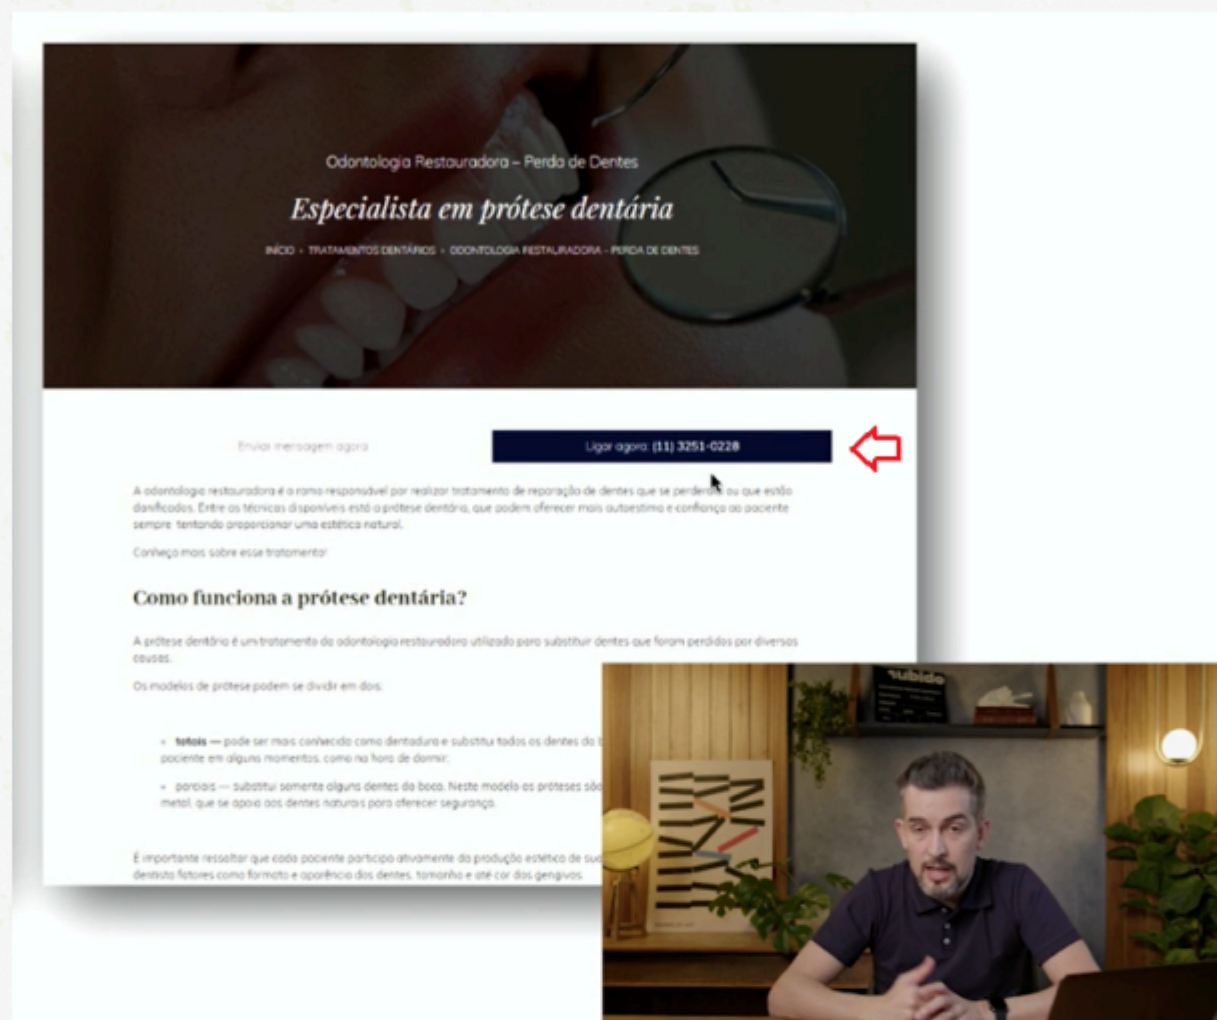 Odontologia Restauradora – Perda de Dentes
Especialista em prótese dentária
INÍCIO › TRATAMENTOS DENTÁRIOS › ODONTOLOGIA RESTAURADORA - PERDA DE DENTES
Enviar mensagem agora
Ligar agora: (11) 3251-0228
A odontologia restauradora é o ramo responsável por realizar tratamento de reparação de dentes que se perderam ou que estão
danificados. Entre as técnicas disponíveis está a prótese dentária, que podem oferecer mais autoestima e confiança ao paciente
sempre tentando proporcionar uma estética natural.
Conheça mais sobre esse tratamento!
Como funciona a prótese dentária?
A prótese dentária é um tratamento da odontologia restauradora utilizado para substituir dentes que foram perdidos por diversas
causas.
Os modelos de prótese podem se dividir em dois:
totais — pode ser mais conhecida como dentadura e substitui todos os dentes da
paciente em alguns momentos, como na hora de dormir;
parciais — substitui somente alguns dentes da boca. Neste modelo as próteses são
metal, que se apoia aos dentes naturais para oferecer segurança.
É importante ressaltar que cada paciente participa ativamente da produção estética de sua
dentista fatores como formato e aparência dos dentes, tamanho e até cor das gengivas.
subido